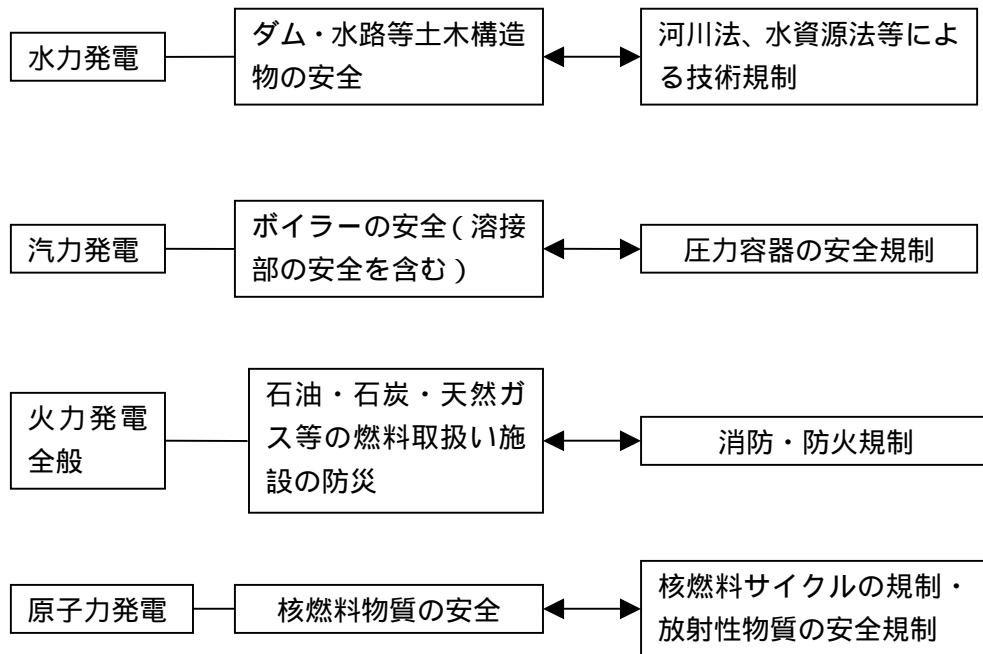 水力発電
ダム・水路等土木構造
物の安全
河川法、水資源法等によ
る技術規制
汽力発電
ボイラーの安全(溶接
部の安全を含む)
圧力容器の安全規制
火力発電
全般
石油・石炭・天然ガ
ス等の燃料取扱い施
設の防災
消防・防火規制
原子力発電
核燃料物質の安全
核燃料サイクルの規制・
放射性物質の安全規制